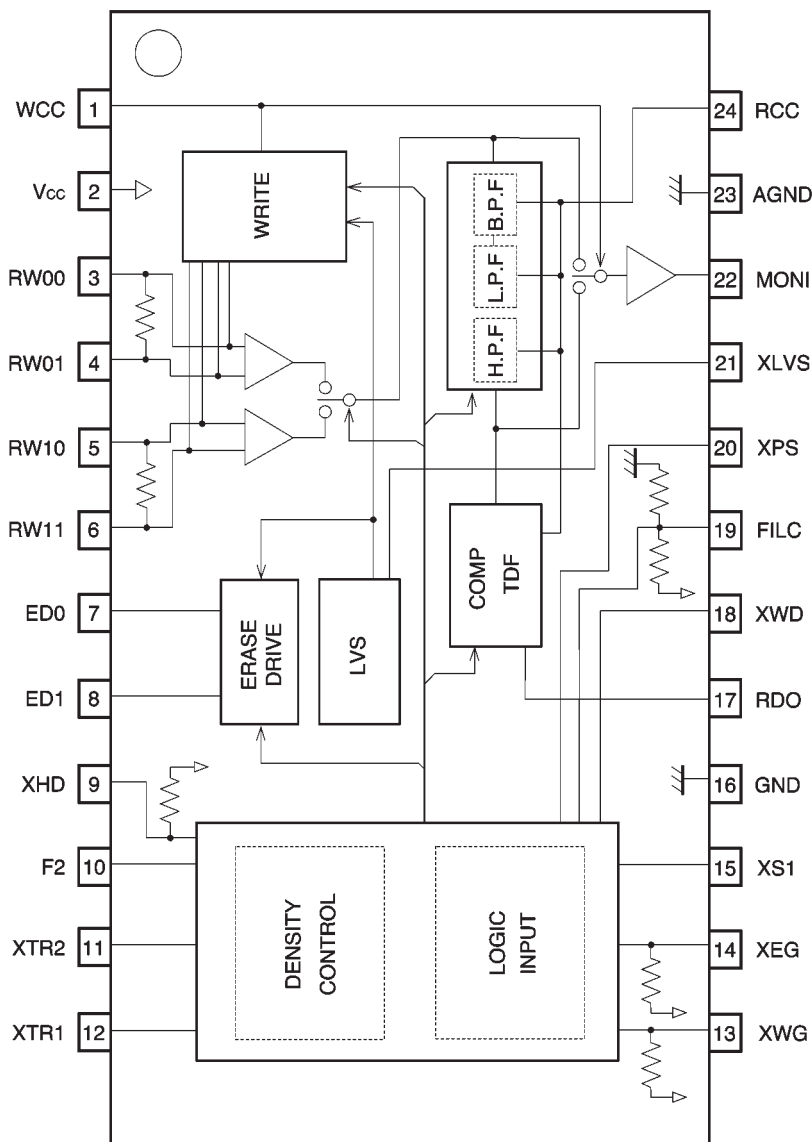 WCC 1
Vcc 2
RW00 3
RW01 4
RW10 5
RW11 6
ED0 7
ED1 8
XHD 9
F2 10
XTR2 11
XTR1 12
WRITE
B.P.F
L.P.F
H.P.F
COMP
TDF
ERASE
DRIVE
LVS
DENSITY
CONTROL
LOGIC
INPUT
24 RCC
23 AGND
22 MONI
21 XLVS
20 XPS
19 FILC
18 XWD
17 RDO
16 GND
15 XS1
14 XEG
13 XWG